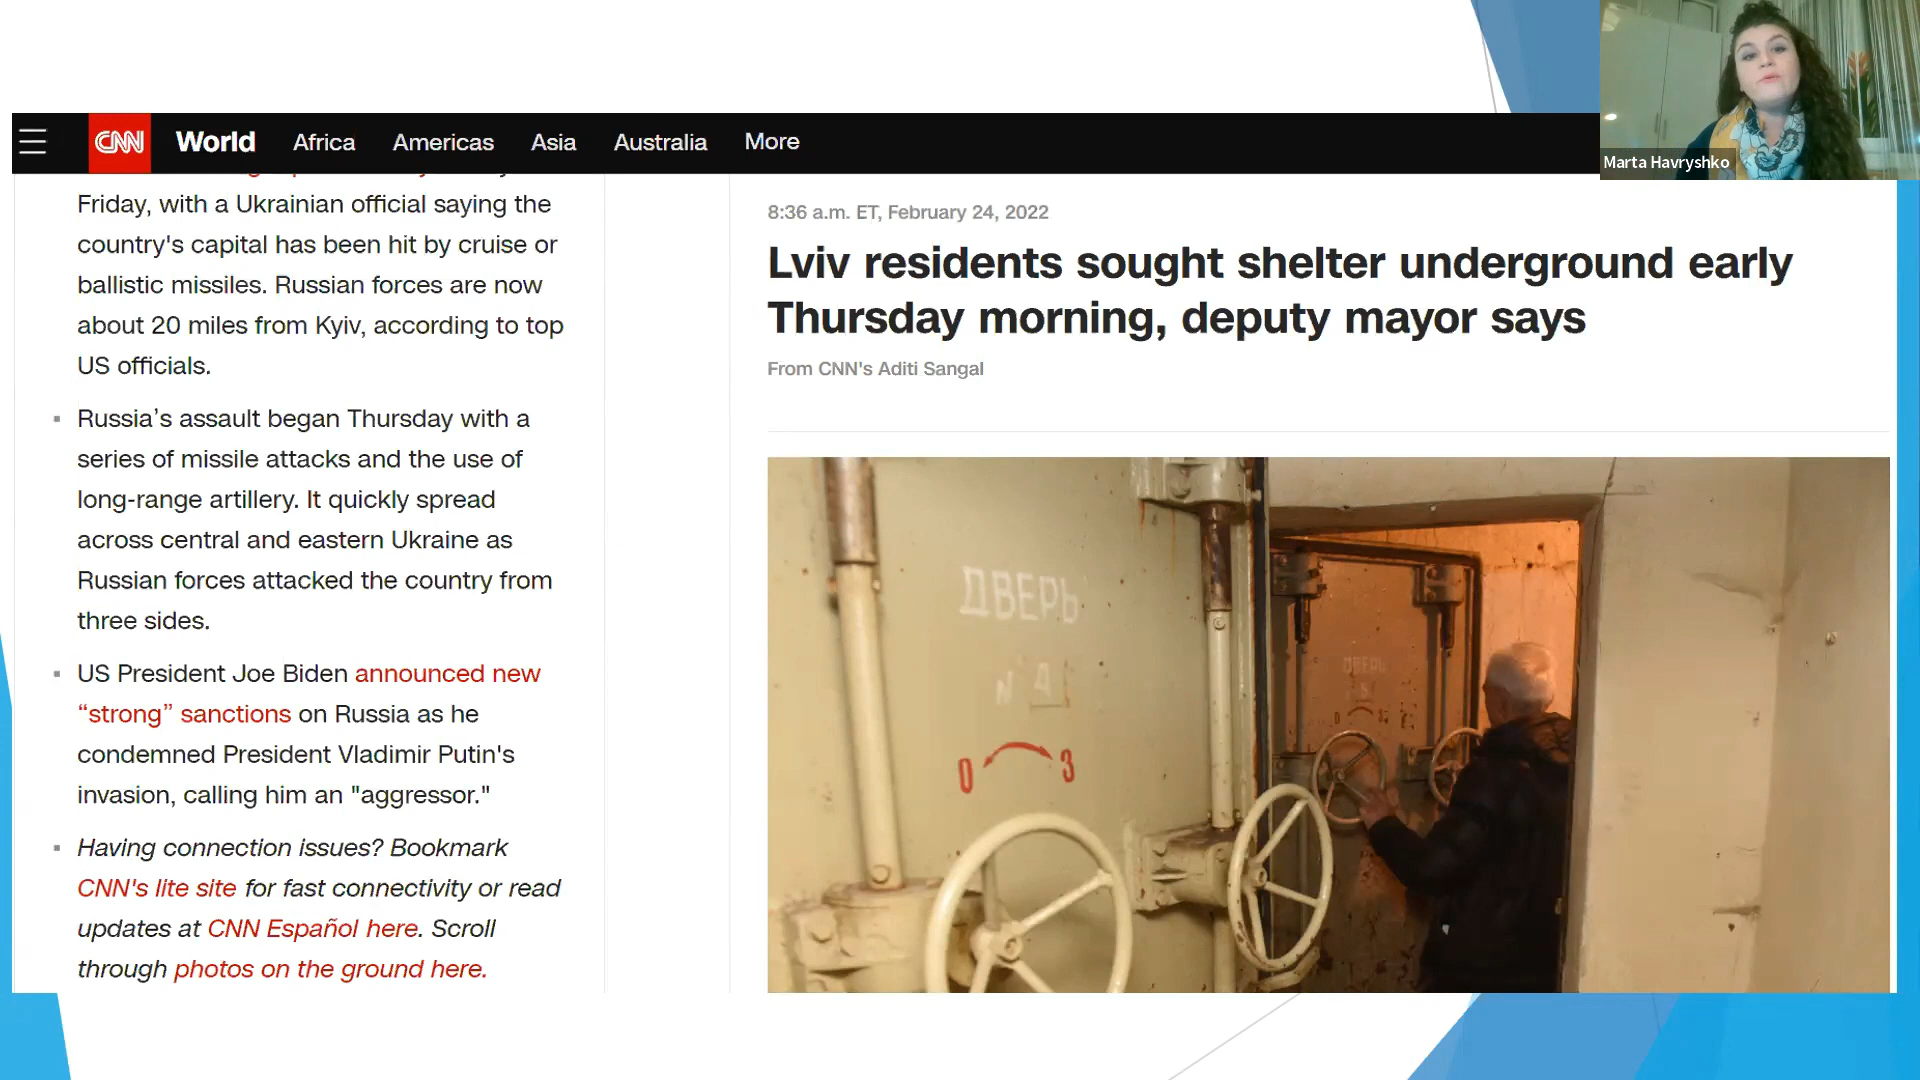 Marta Havryshko
CNN World Africa Americas Asia Australia More
Friday, with a Ukrainian official saying the
country's capital has been hit by cruise or
ballistic missiles. Russian forces are now
about 20 miles from Kyiv, according to top
US officials.
Russia’s assault began Thursday with a
series of missile attacks and the use of
long-range artillery. It quickly spread
across central and eastern Ukraine as
Russian forces attacked the country from
three sides.
US President Joe Biden announced new
“strong” sanctions on Russia as he
condemned President Vladimir Putin's
invasion, calling him an "aggressor."
Having connection issues? Bookmark
CNN's lite site for fast connectivity or read
updates at CNN Español here. Scroll
through photos on the ground here.
8:36 a.m. ET, February 24, 2022
Lviv residents sought shelter underground early
Thursday morning, deputy mayor says
From CNN's Aditi Sangal
ДВЕРЬ
N 4
О З
ДВЕРЬ